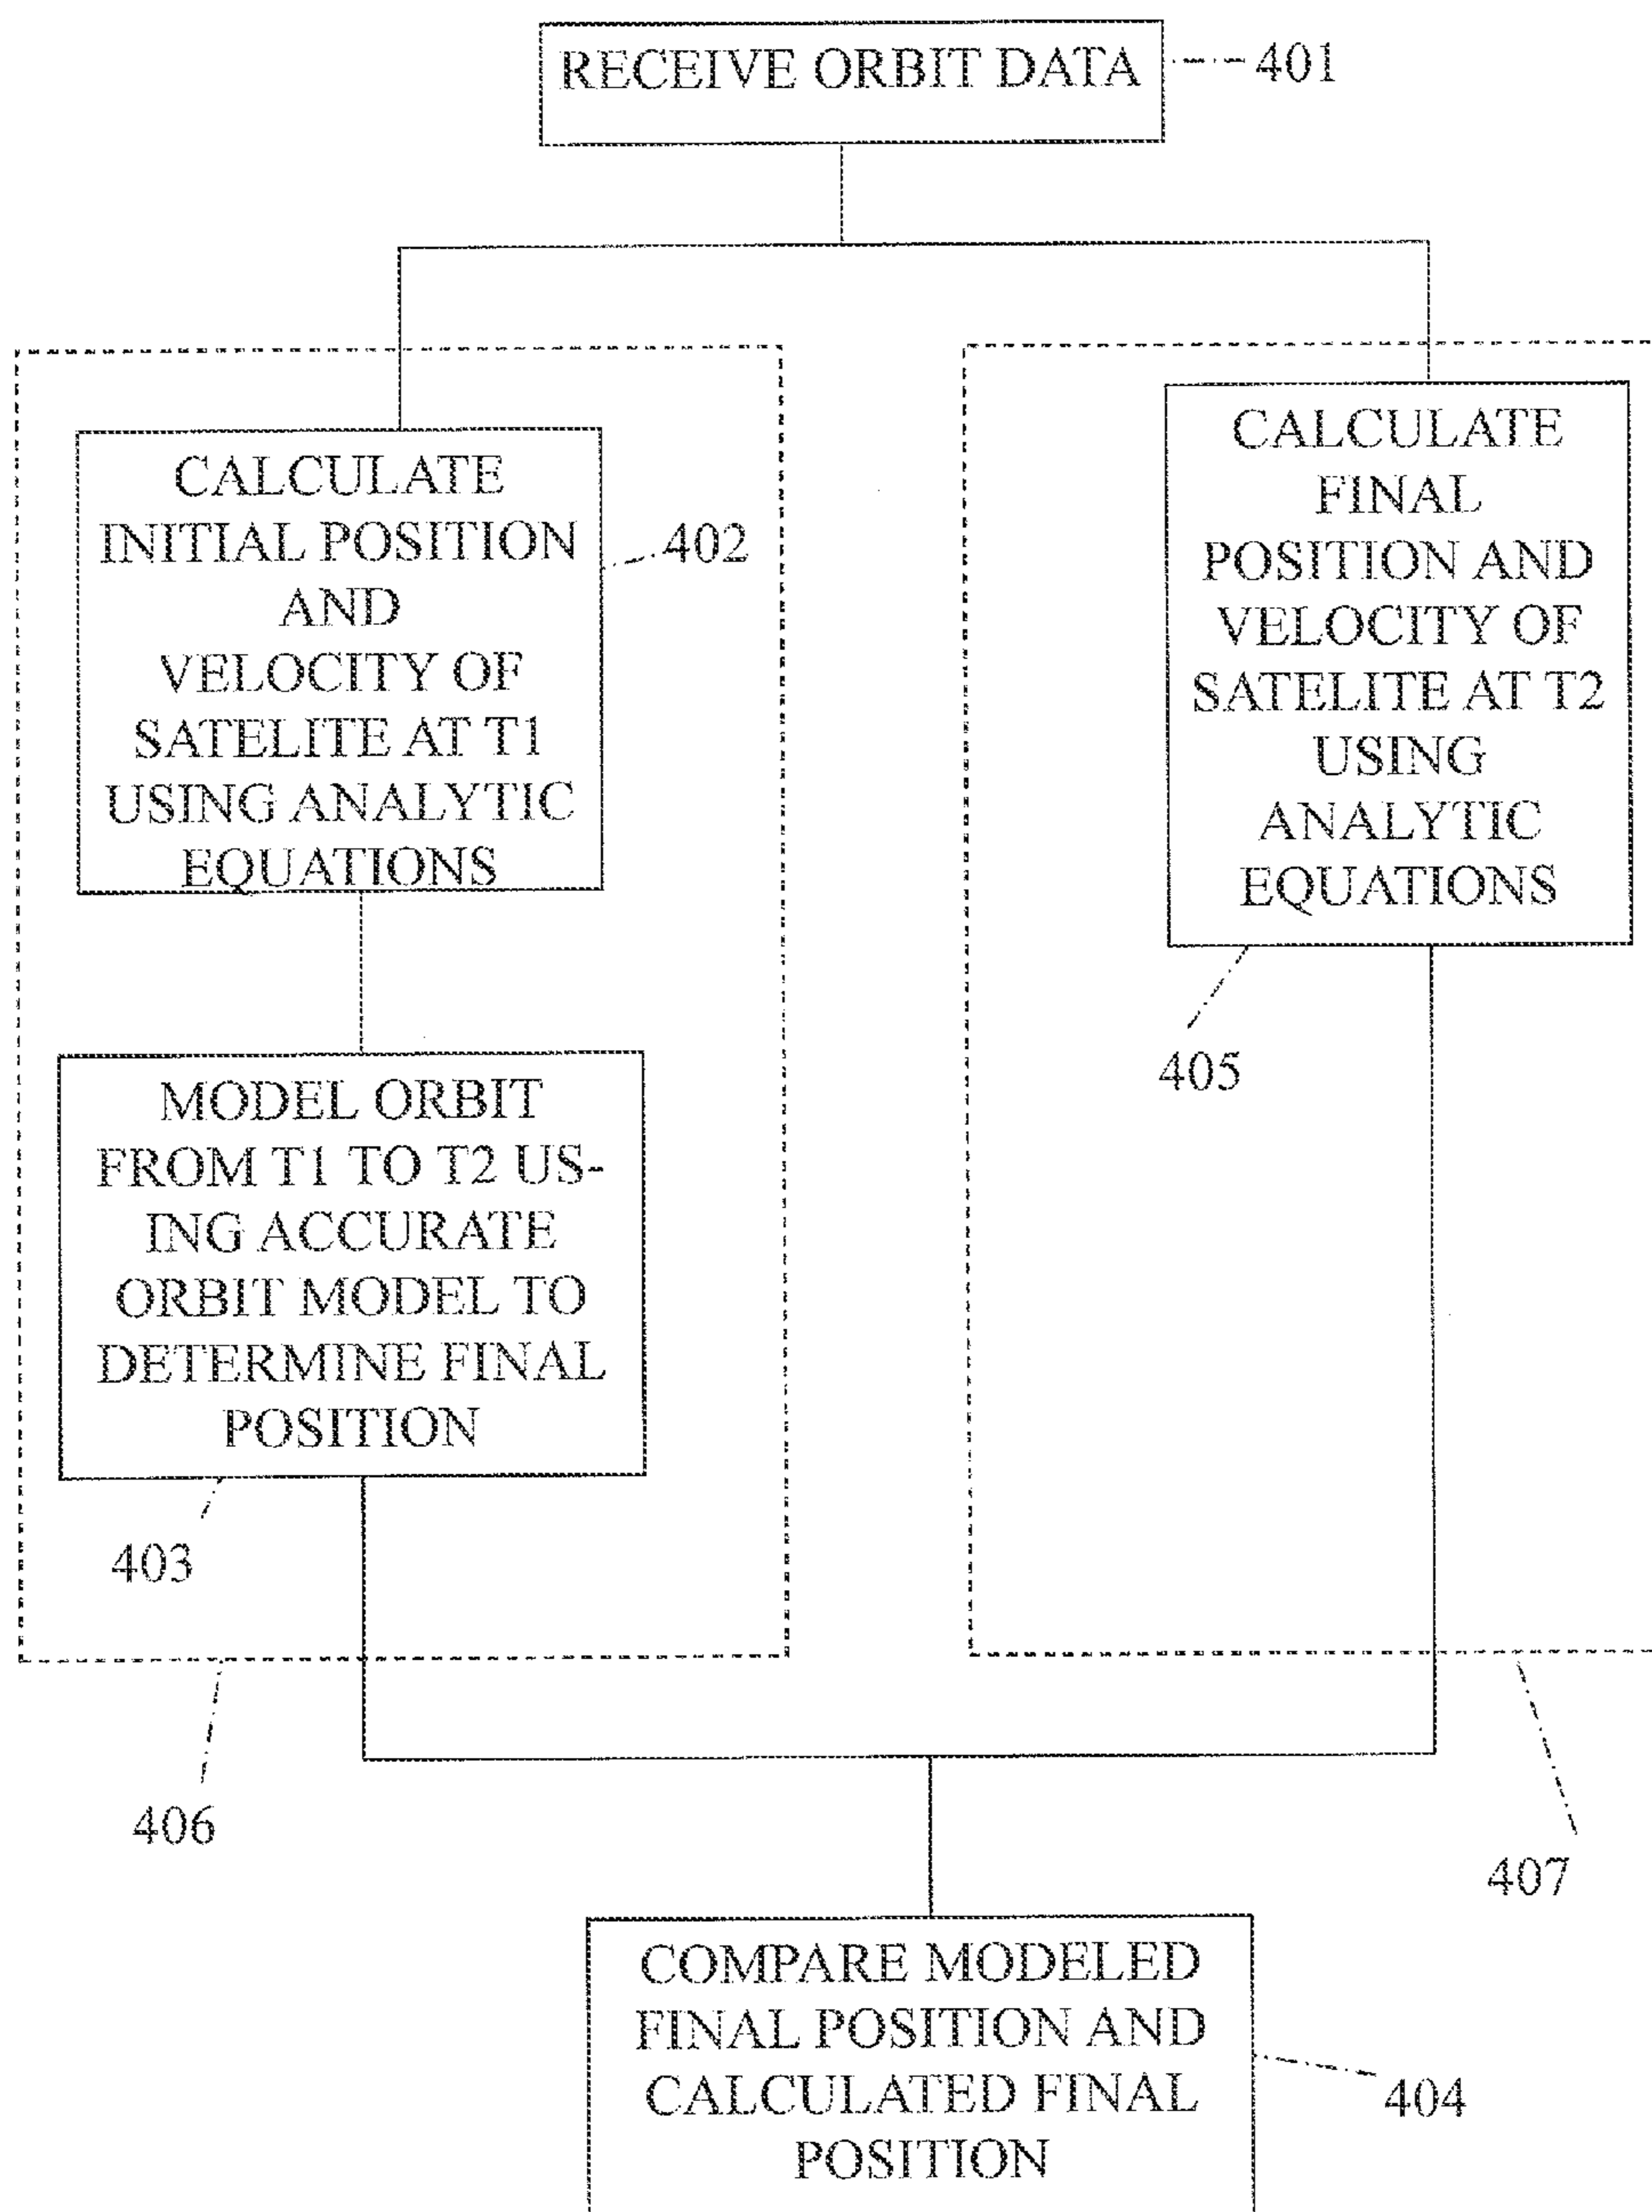 RECEIVE ORBIT DATA
401
CALCULATE
INITIAL POSITION
AND
VELOCITY OF
SATELITE AT T1
USING ANALYTIC
EQUATIONS
402
CALCULATE
FINAL
POSITION AND
VELOCITY OF
SATELITE AT T2
USING
ANALYTIC
EQUATIONS
405
MODEL ORBIT
FROM T1 TO T2 US-
ING ACCURATE
ORBIT MODEL TO
DETERMINE FINAL
POSITION
403
406
407
COMPARE MODELED
FINAL POSITION AND
CALCULATED FINAL
POSITION
404